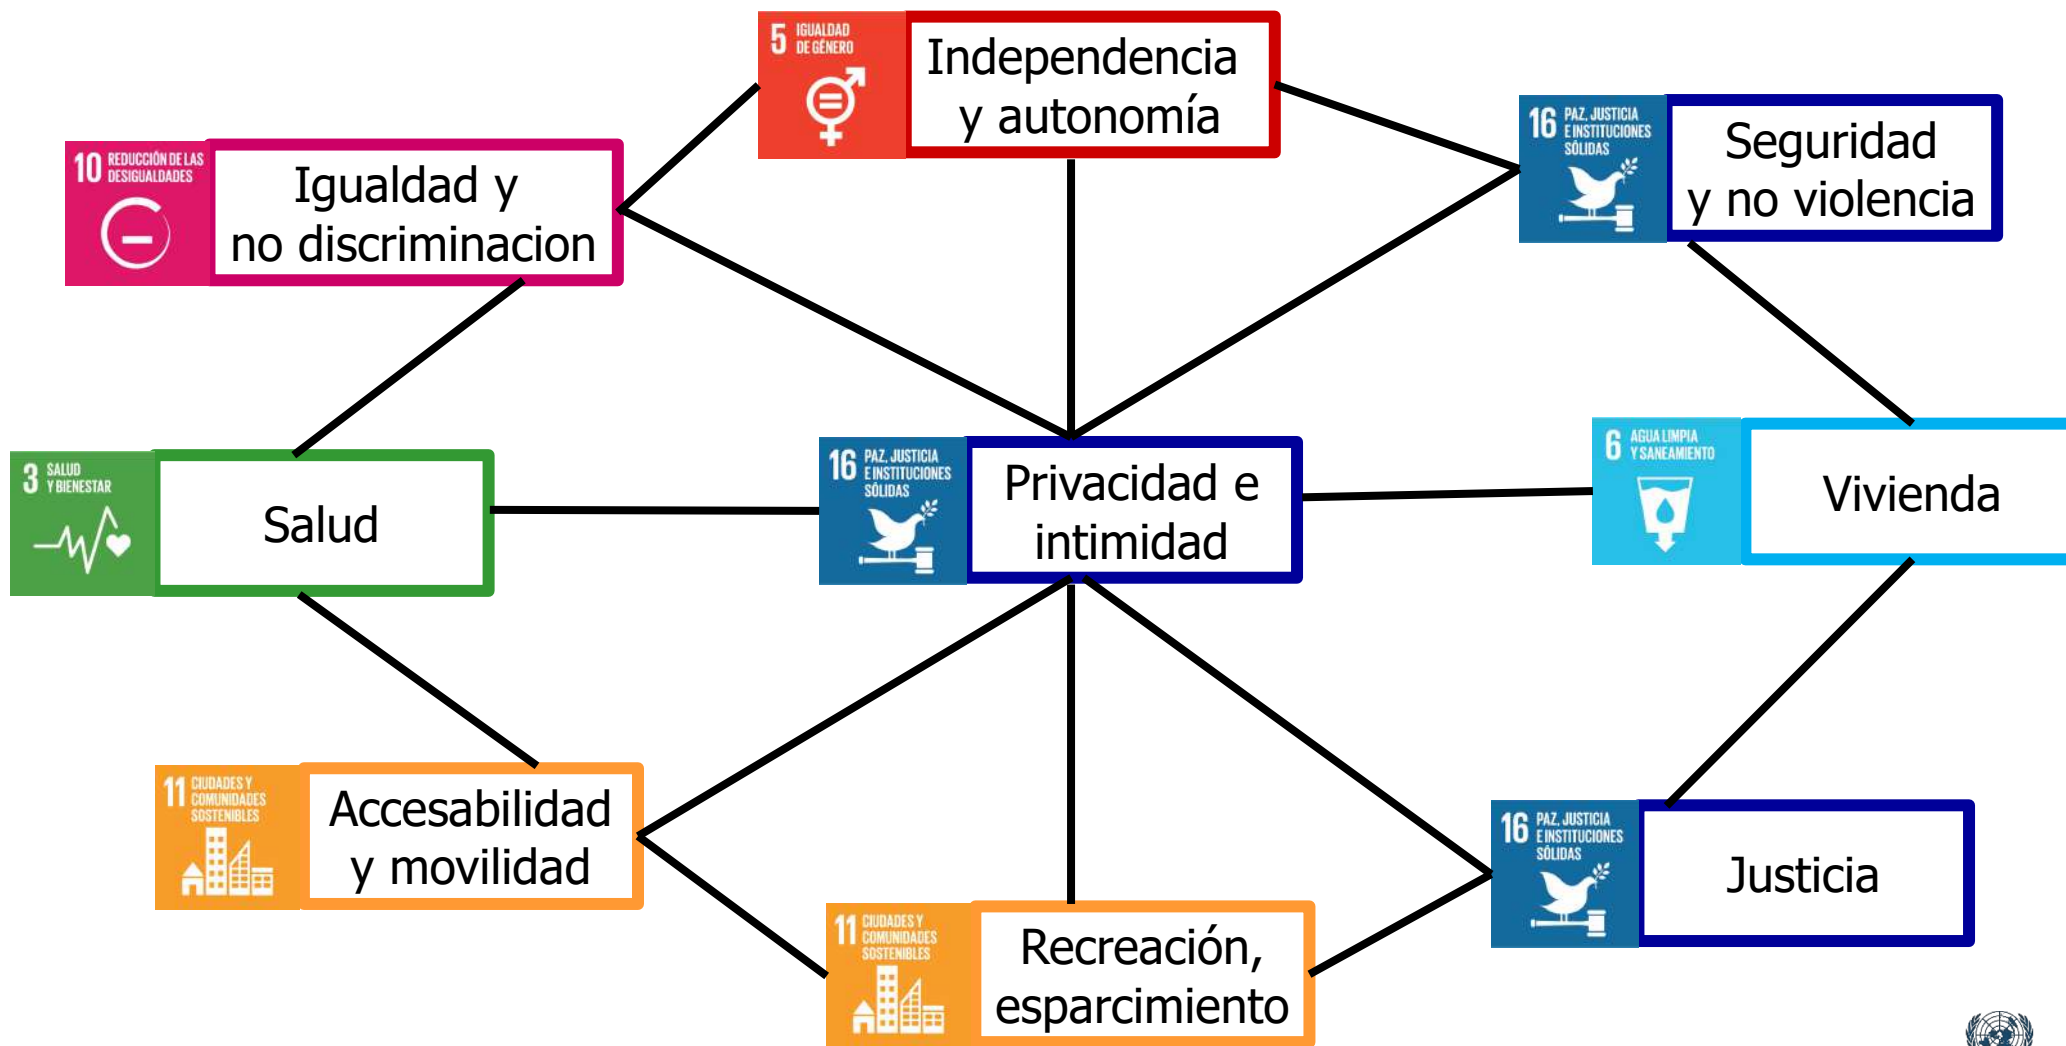 5 IGUALDAD
DE GÉNERO
Independencia
y autonomía
10 REDUCCIÓN DE LAS
DESIGUALDADES
Igualdad y
no discriminacion
16 PAZ, JUSTICIA
E INSTITUCIONES
SÓLIDAS
Seguridad
y no violencia
3 SALUD
Y BIENESTAR
Salud
16 PAZ, JUSTICIA
E INSTITUCIONES
SÓLIDAS
Privacidad e
intimidad
6 AGUA LIMPIA
Y SANEAMIENTO
Vivienda
11 CIUDADES Y
COMUNIDADES
SOSTENIBLES
Accesabilidad
y movilidad
11 CIUDADES Y
COMUNIDADES
SOSTENIBLES
Recreación,
esparcimiento
16 PAZ, JUSTICIA
E INSTITUCIONES
SÓLIDAS
Justicia